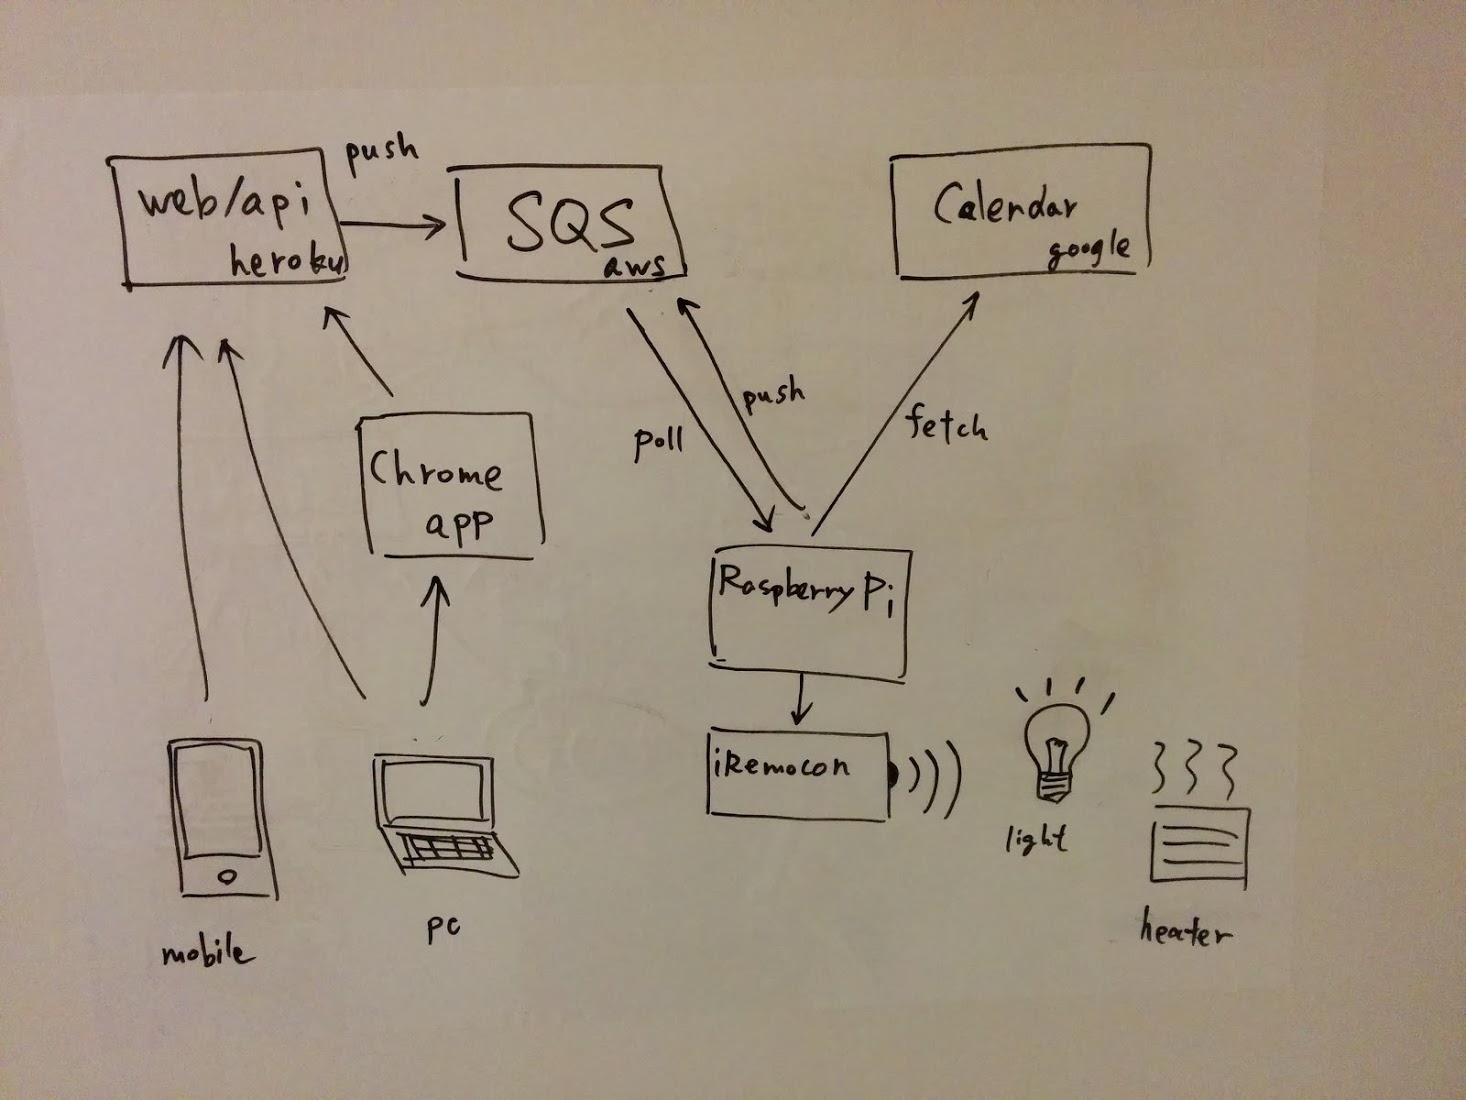 push
web/api
heroku
SQS
aws
Calendar
google
push
poll
fetch
Chrome
app
Raspberry Pi
iRemocon
light
heater
mobile
pc